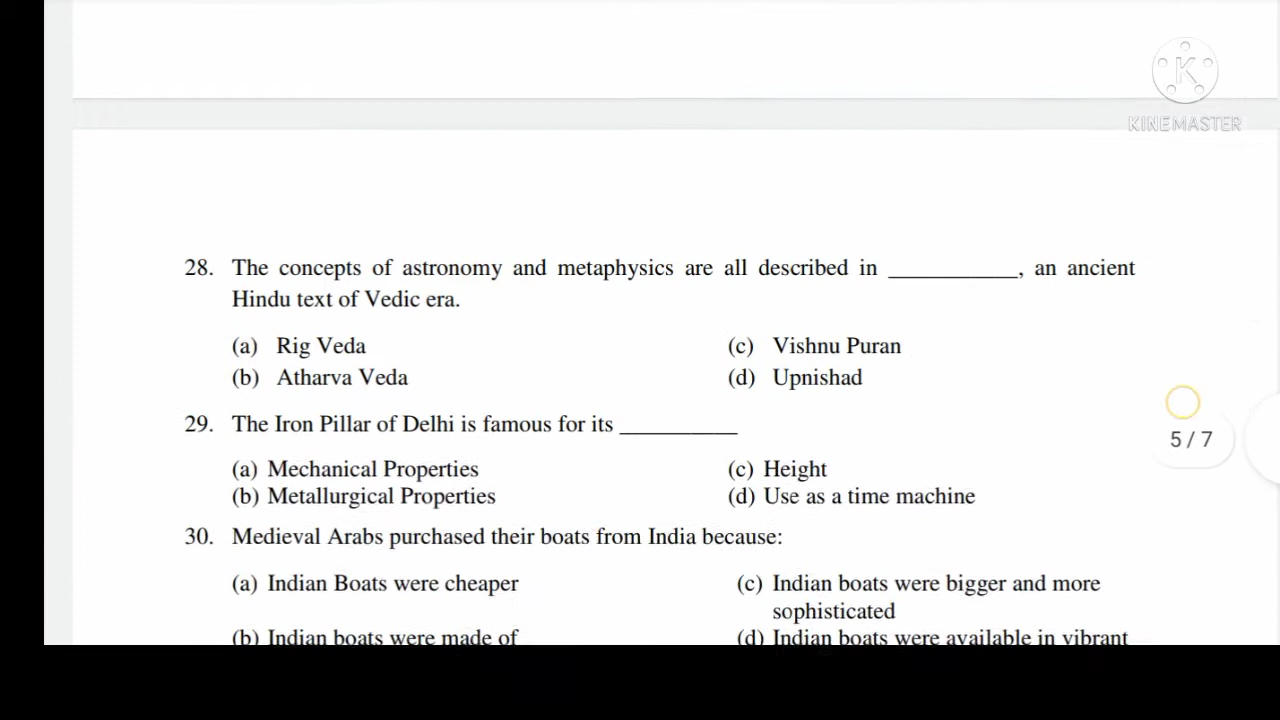 K
KINEMASTER
28. The concepts of astronomy and metaphysics are all described in ___________, an ancient
Hindu text of Vedic era.
(a) Rig Veda (c) Vishnu Puran
(b) Atharva Veda (d) Upnishad
5 / 7
29. The Iron Pillar of Delhi is famous for its __________
(a) Mechanical Properties (c) Height
(b) Metallurgical Properties (d) Use as a time machine
30. Medieval Arabs purchased their boats from India because:
(a) Indian Boats were cheaper (c) Indian boats were bigger and more
sophisticated
(b) Indian boats were made of (d) Indian boats were available in vibrant